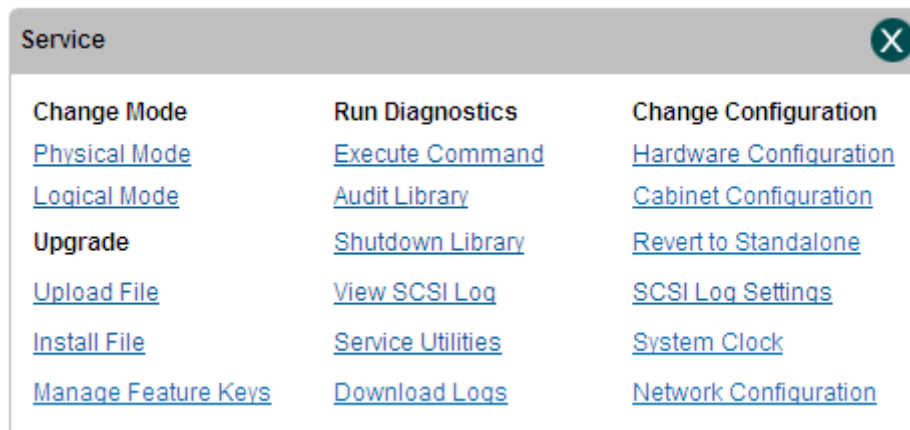 Service
X
Change Mode
Physical Mode
Logical Mode
Upgrade
Upload File
Install File
Manage Feature Keys
Run Diagnostics
Execute Command
Audit Library
Shutdown Library
View SCSI Log
Service Utilities
Download Logs
Change Configuration
Hardware Configuration
Cabinet Configuration
Revert to Standalone
SCSI Log Settings
System Clock
Network Configuration